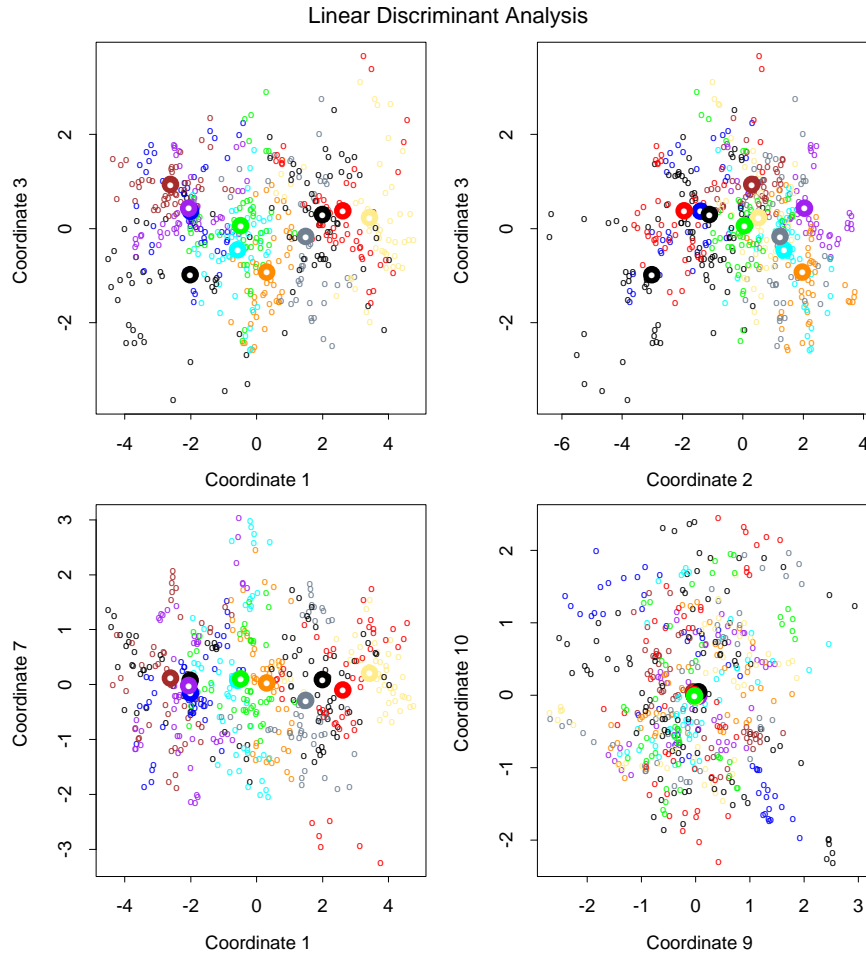 Linear Discriminant Analysis
Coordinate 3
2
0
-2
-4 -2 0 2 4
Coordinate 1
Coordinate 3
2
0
-2
-6 -4 -2 0 2 4
Coordinate 2
Coordinate 7
3
2
1
0
-1
-2
-3
-4 -2 0 2 4
Coordinate 1
Coordinate 10
2
1
0
-1
-2
-2 -1 0 1 2 3
Coordinate 9